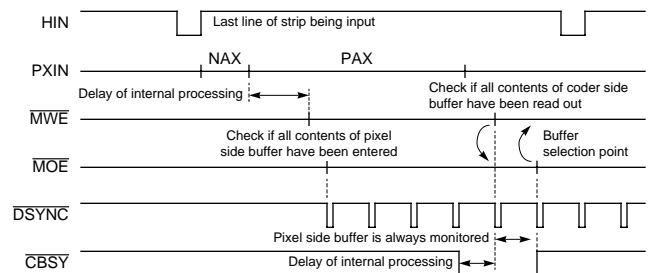 HIN
Last line of strip being input
NAX
PAX
PXIN
Delay of internal processing
Check if all contents of coder side
buffer have been read out
MWE
Check if all contents of pixel
side buffer have been entered
Buffer
selection point
MOE
DSYNC
Pixel side buffer is always monitored
CBSY
Delay of internal processing